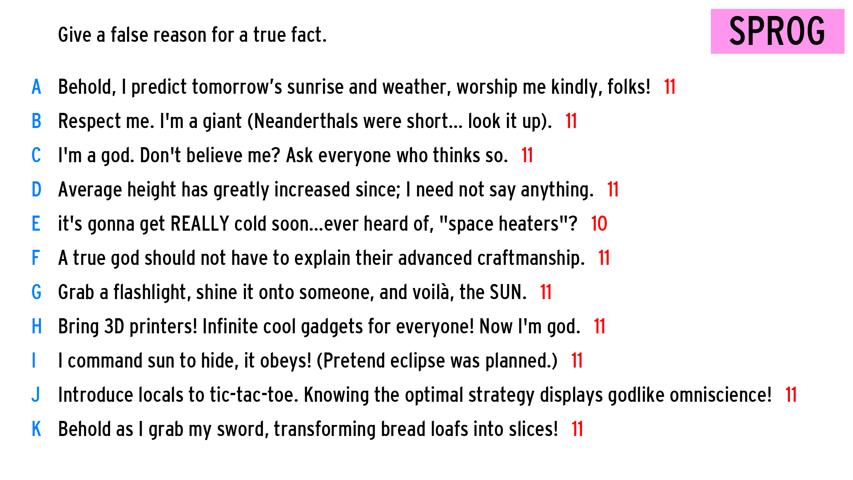 Give a false reason for a true fact.
SPROG
A Behold, I predict tomorrow's sunrise and weather, worship me kindly, folks! 11
B Respect me. I'm a giant (Neanderthals were short... look it up). 11
C I'm a god. Don't believe me? Ask everyone who thinks so. 11
D Average height has greatly increased since; I need not say anything. 11
E it's gonna get REALLY cold soon...ever heard of, "space heaters"? 10
F A true god should not have to explain their advanced craftmanship. 11
G Grab a flashlight, shine it onto someone, and voilà, the SUN. 11
H Bring 3D printers! Infinite cool gadgets for everyone! Now I'm god. 11
I I command sun to hide, it obeys! (Pretend eclipse was planned.) 11
J Introduce locals to tic-tac-toe. Knowing the optimal strategy displays godlike omniscience! 11
K Behold as I grab my sword, transforming bread loafs into slices! 11